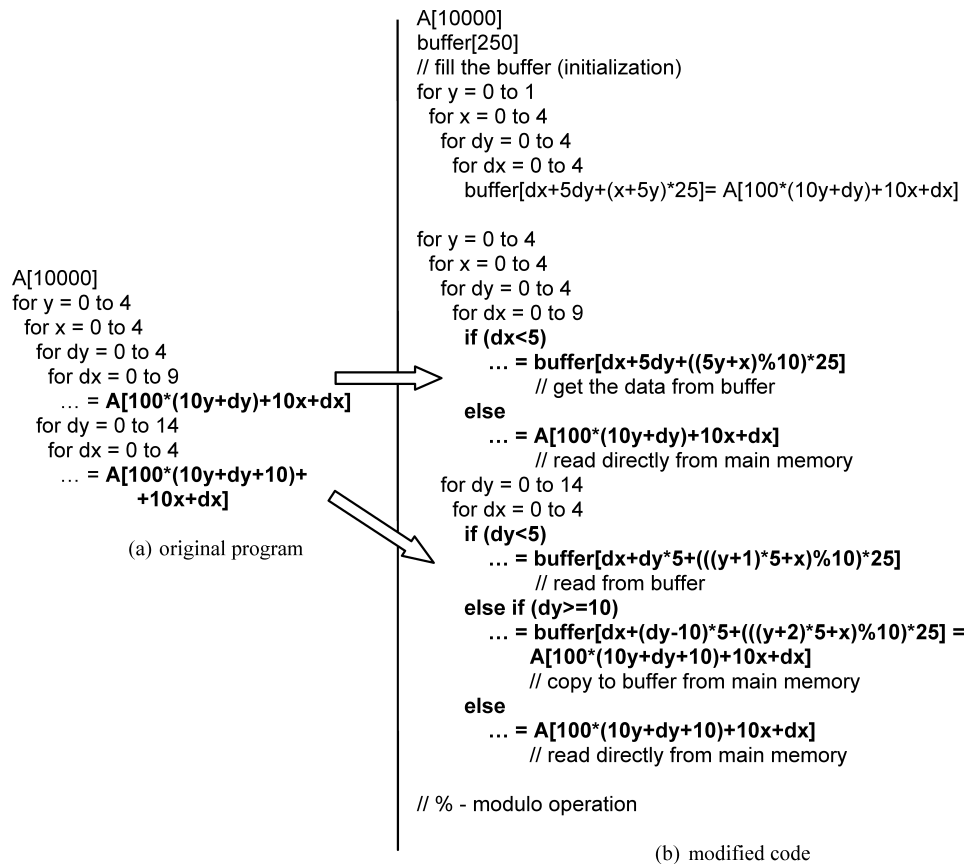 A[10000]
for y = 0 to 4
for x = 0 to 4
for dy = 0 to 4
for dx = 0 to 9
... = A[100*(10y+dy)+10x+dx]
for dy = 0 to 14
for dx = 0 to 4
... = A[100*(10y+dy+10)+
+10x+dx]
(a) original program
A[10000]
buffer[250]
// fill the buffer (initialization)
for y = 0 to 1
for x = 0 to 4
for dy = 0 to 4
for dx = 0 to 4
buffer[dx+5dy+(x+5y)*25]= A[100*(10y+dy)+10x+dx]
for y = 0 to 4
for x = 0 to 4
for dy = 0 to 4
for dx = 0 to 9
if (dx<5)
... = buffer[dx+5dy+((5y+x)%10)*25]
// get the data from buffer
else
... = A[100*(10y+dy)+10x+dx]
// read directly from main memory
for dy = 0 to 14
for dx = 0 to 4
if (dy<5)
... = buffer[dx+dy*5+(((y+1)*5+x)%10)*25]
// read from buffer
else if (dy>=10)
... = buffer[dx+(dy-10)*5+(((y+2)*5+x)%10)*25] =
A[100*(10y+dy+10)+10x+dx]
// copy to buffer from main memory
else
... = A[100*(10y+dy+10)+10x+dx]
// read directly from main memory
// % - modulo operation
(b) modified code